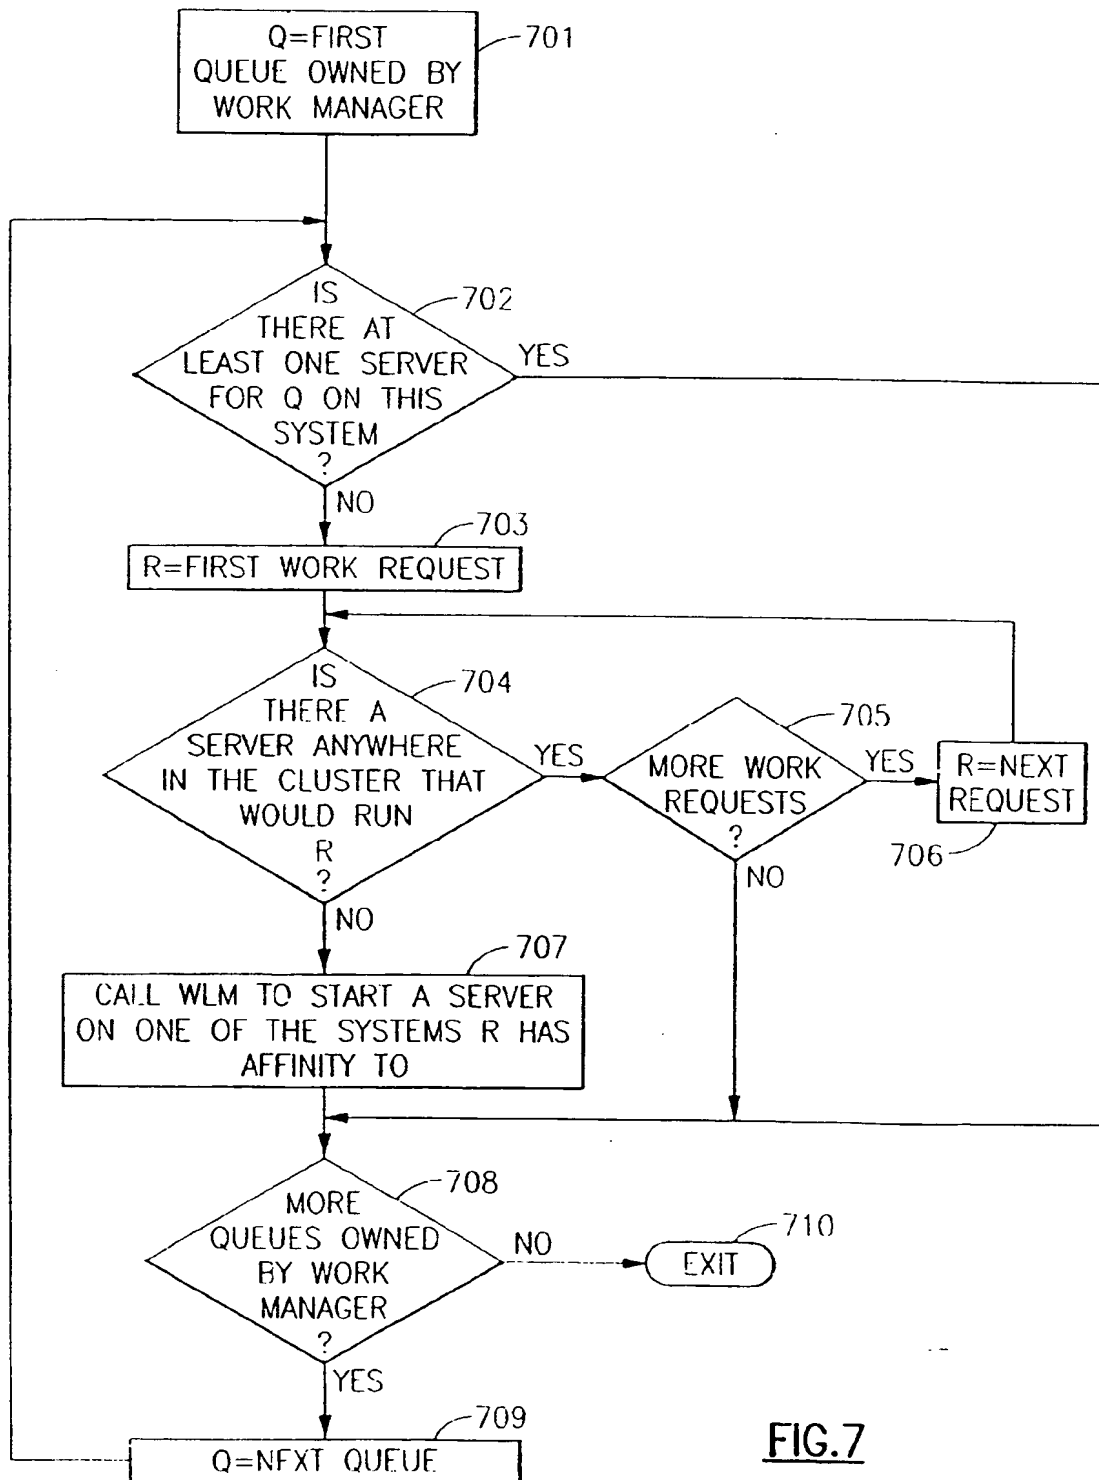 Q=FIRST
QUEUE OWNED BY
WORK MANAGER
701
IS
THERE AT
LEAST ONE SERVER
FOR Q ON THIS
SYSTEM
?
702
YES
NO
703
R=FIRST WORK REQUEST
IS
THERE A
SERVER ANYWHERE
IN THE CLUSTER THAT
WOULD RUN
R
?
704
YES
NO
705
MORE WORK
REQUESTS
?
YES
NO
R=NEXT
REQUEST
706
707
CALL WLM TO START A SERVER
ON ONE OF THE SYSTEMS R HAS
AFFINITY TO
708
MORE
QUEUES OWNED
BY WORK
MANAGER
?
NO
710
EXIT
YES
709
Q=NEXT QUEUE
FIG.7